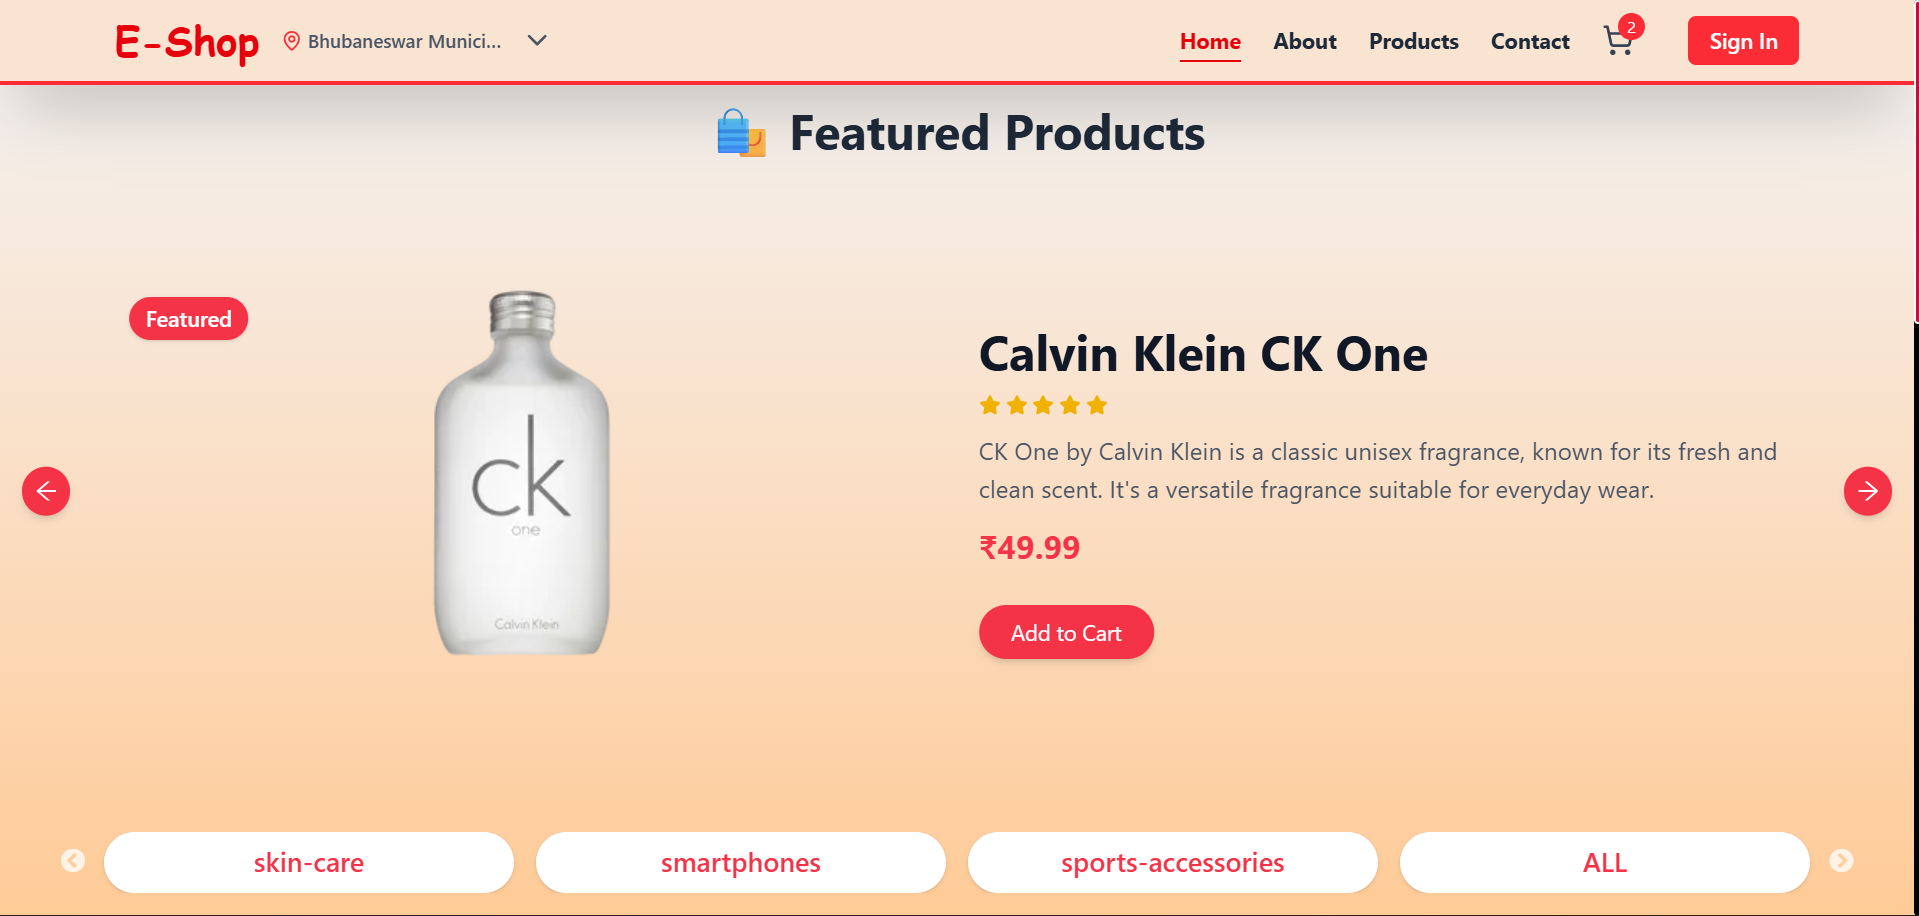 E-Shop
Bhubaneswar Munici...
Home
About
Products
Contact
2
Sign In
Featured Products
Featured
ck
one
Calvin Klein
Calvin Klein CK One
CK One by Calvin Klein is a classic unisex fragrance, known for its fresh and
clean scent. It's a versatile fragrance suitable for everyday wear.
₹49.99
Add to Cart
skin-care
smartphones
sports-accessories
ALL